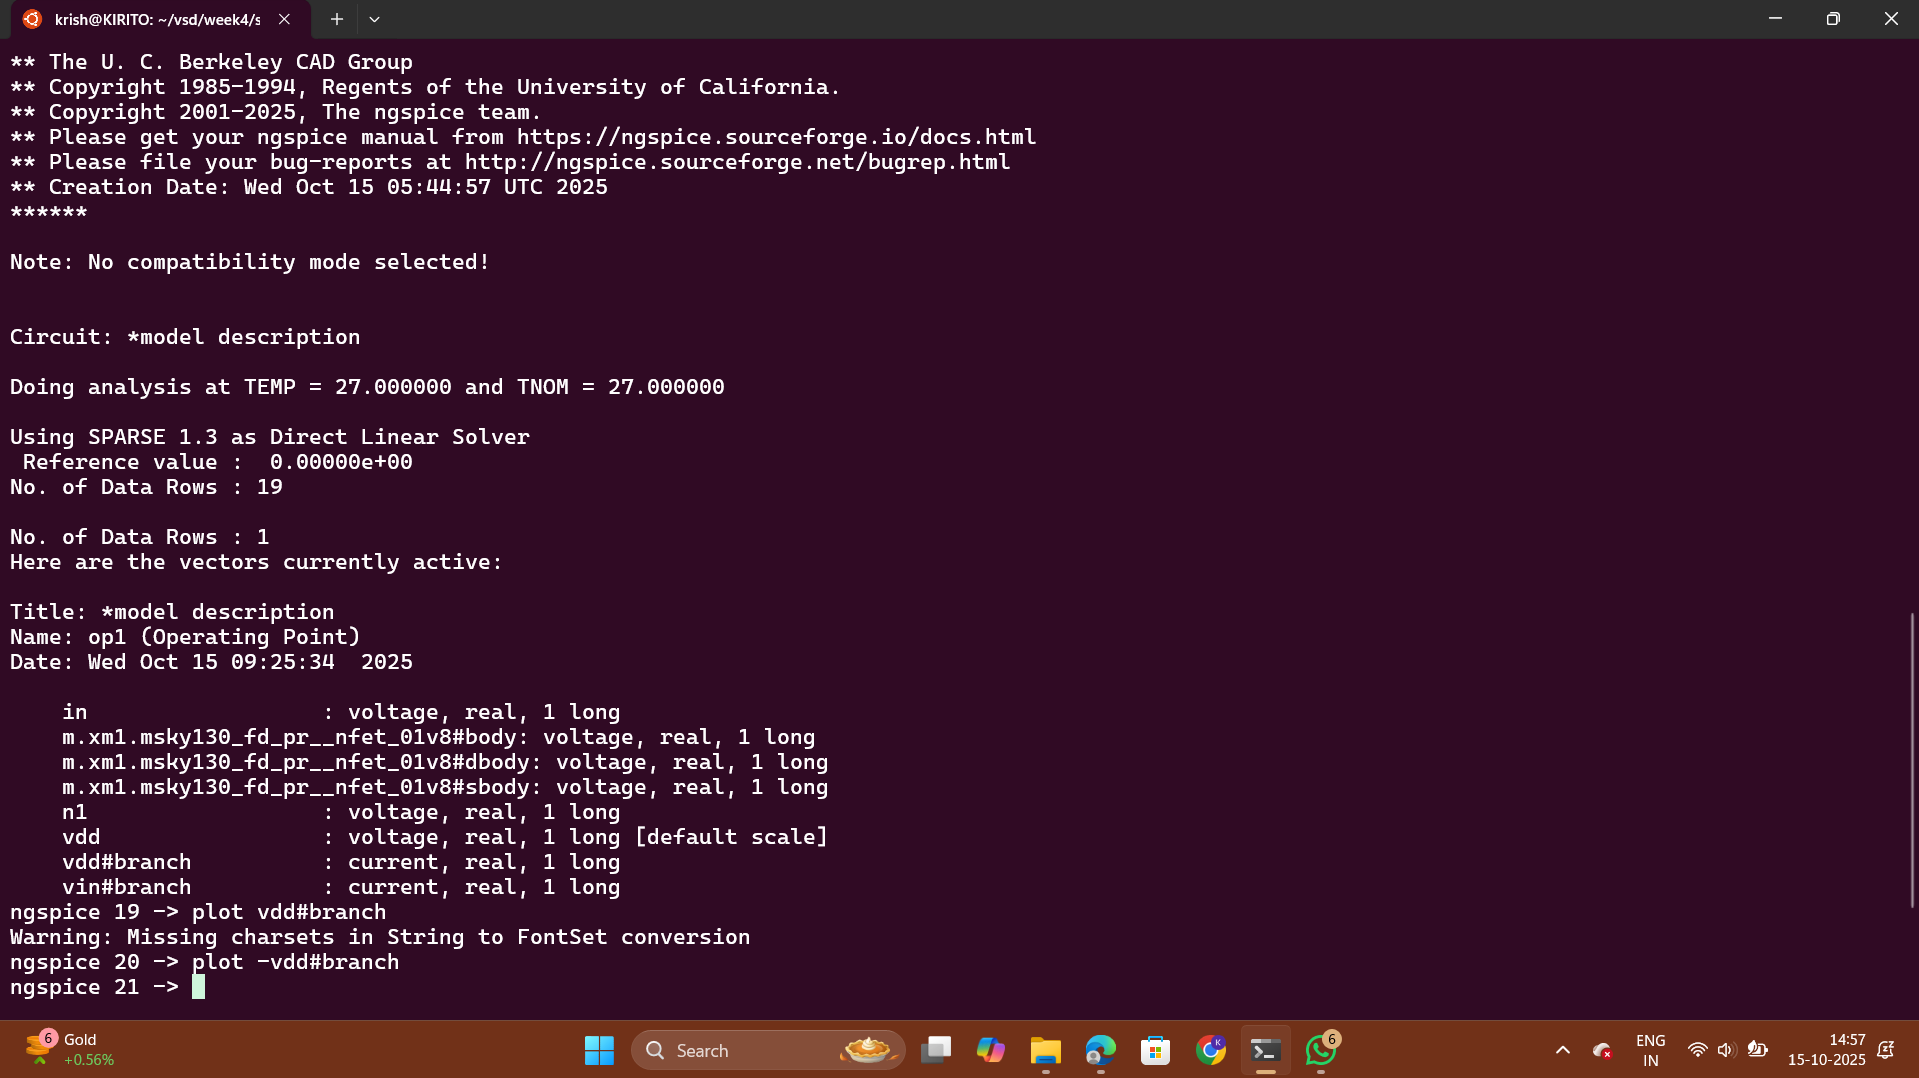 krish@KIRITO: ~/vsd/week4/s
** The U. C. Berkeley CAD Group
** Copyright 1985-1994, Regents of the University of California.
** Copyright 2001-2025, The ngspice team.
** Please get your ngspice manual from https://ngspice.sourceforge.io/docs.html
** Please file your bug-reports at http://ngspice.sourceforge.net/bugrep.html
** Creation Date: Wed Oct 15 05:44:57 UTC 2025
******
Note: No compatibility mode selected!
Circuit: *model description
Doing analysis at TEMP = 27.000000 and TNOM = 27.000000
Using SPARSE 1.3 as Direct Linear Solver
Reference value :  0.00000e+00
No. of Data Rows : 19
No. of Data Rows : 1
Here are the vectors currently active:
Title: *model description
Name: op1 (Operating Point)
Date: Wed Oct 15 09:25:34  2025
in                  : voltage, real, 1 long
m.xm1.msky130_fd_pr__nfet_01v8#body: voltage, real, 1 long
m.xm1.msky130_fd_pr__nfet_01v8#dbody: voltage, real, 1 long
m.xm1.msky130_fd_pr__nfet_01v8#sbody: voltage, real, 1 long
n1                  : voltage, real, 1 long
vdd                 : voltage, real, 1 long [default scale]
vdd#branch          : current, real, 1 long
vin#branch          : current, real, 1 long
ngspice 19 -> plot vdd#branch
Warning: Missing charsets in String to FontSet conversion
ngspice 20 -> plot -vdd#branch
ngspice 21 ->
6
Gold
+0.56%
Search
K
6
ENG
IN
14:57
15-10-2025